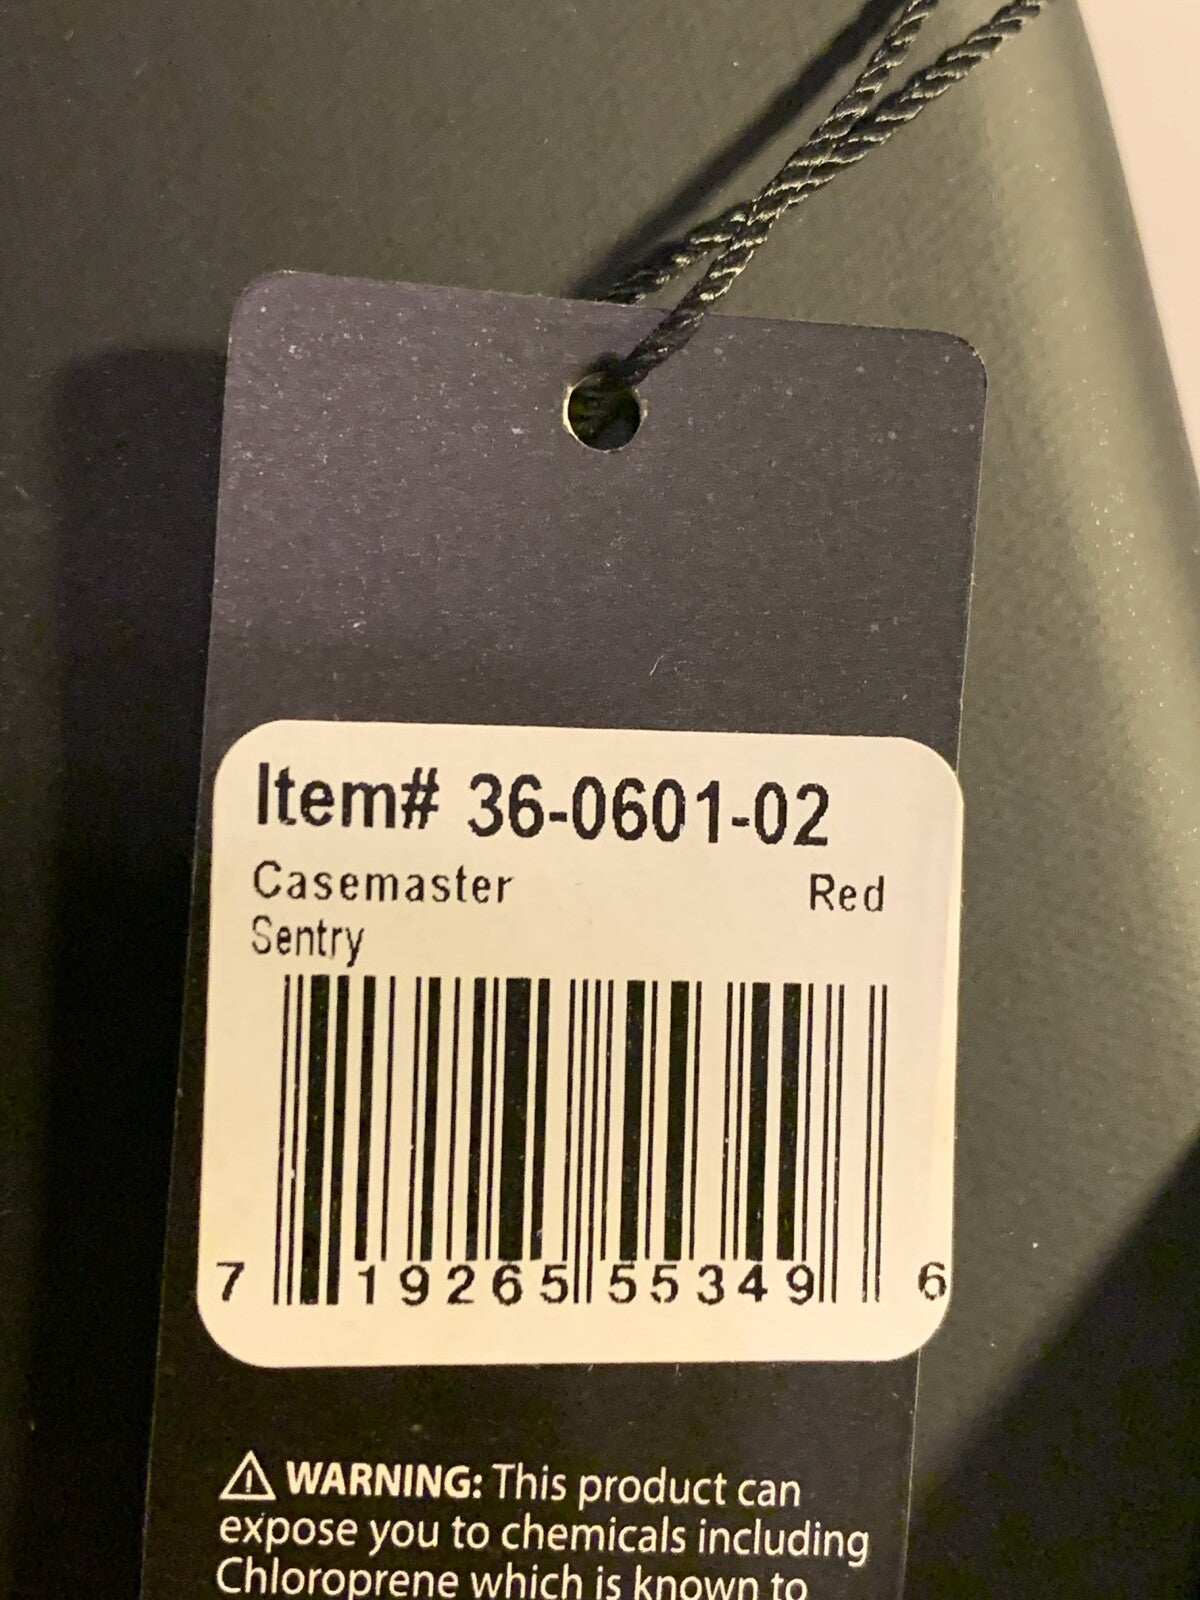 Item# 36-0601-02
Casemaster Red
Sentry
7 19265 55349 6
⚠ WARNING: This product can
expose you to chemicals including
Chloroprene which is known to